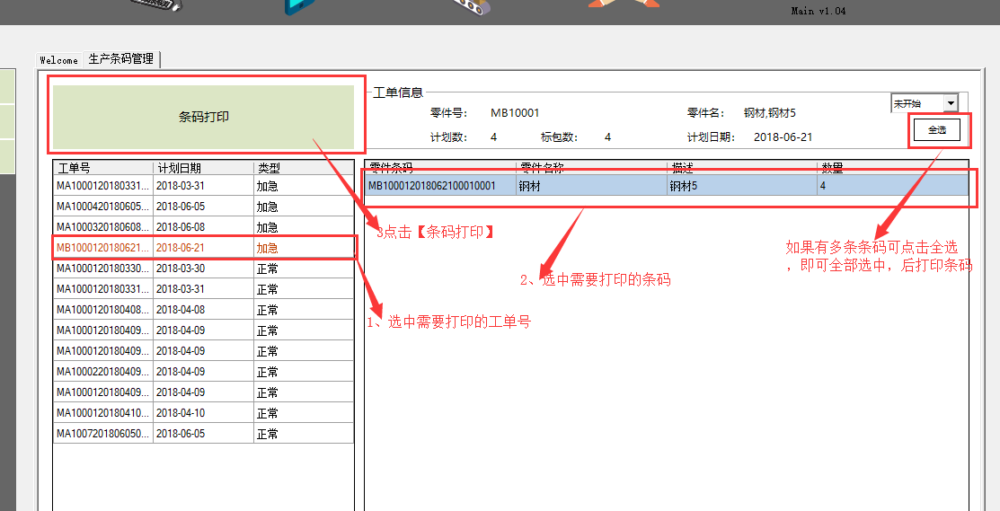 Main v1.04
Welcome 生产条码管理
条码打印
工单信息
未开始
零件号： MB10001 零件名： 钢材,钢材5
全选
计划数： 4 标包数： 4 计划日期： 2018-06-21
工单号 计划日期 类型
零件条码 零件名称 描述 数量
MA1000120180331... 2018-03-31 加急
MB10001201806210001​0001 钢材 钢材5 4
MA1000420180605... 2018-06-05 加急
MA1000320180608... 2018-06-08 加急
3点击【条码打印】
MB1000120180621... 2018-06-21 加急
如果有多条条码可点击全选
，即可全部选中，后打印条码
MA1000120180330... 2018-03-30 正常
2、选中需要打印的条码
MA1000120180331... 2018-03-31 正常
MA1000120180408... 2018-04-08 正常
1、选中需要打印的工单号
MA1000120180409... 2018-04-09 正常
MA1000120180409... 2018-04-09 正常
MA1000220180409... 2018-04-09 正常
MA1000120180409... 2018-04-09 正常
MA1000120180410... 2018-04-10 正常
MA1007201806050... 2018-06-05 正常